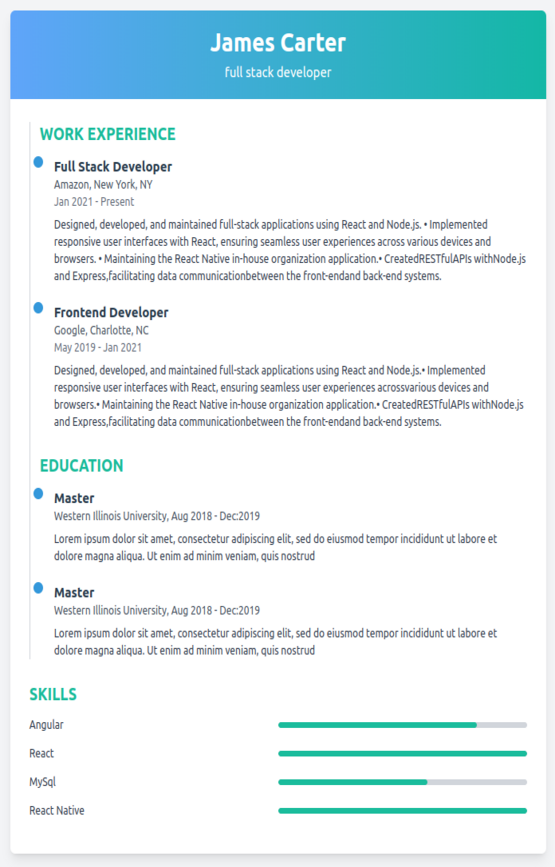 James Carter
full stack developer
WORK EXPERIENCE
Full Stack Developer
Amazon, New York, NY
Jan 2021 - Present
Designed, developed, and maintained full-stack applications using React and Node.js. • Implemented
responsive user interfaces with React, ensuring seamless user experiences across various devices and
browsers. • Maintaining the React Native in-house organization application.• CreatedRESTfulAPIs withNode.js
and Express,facilitating data communicationbetween the front-endand back-end systems.
Frontend Developer
Google, Charlotte, NC
May 2019 - Jan 2021
Designed, developed, and maintained full-stack applications using React and Node.js.• Implemented
responsive user interfaces with React, ensuring seamless user experiences acrossvarious devices and
browsers.• Maintaining the React Native in-house organization application.• CreatedRESTfulAPIs withNode.js
and Express,facilitating data communicationbetween the front-endand back-end systems.
EDUCATION
Master
Western Illinois University, Aug 2018 - Dec:2019
Lorem ipsum dolor sit amet, consectetur adipiscing elit, sed do eiusmod tempor incididunt ut labore et
dolore magna aliqua. Ut enim ad minim veniam, quis nostrud
Master
Western Illinois University, Aug 2018 - Dec:2019
Lorem ipsum dolor sit amet, consectetur adipiscing elit, sed do eiusmod tempor incididunt ut labore et
dolore magna aliqua. Ut enim ad minim veniam, quis nostrud
SKILLS
Angular
React
MySql
React Native